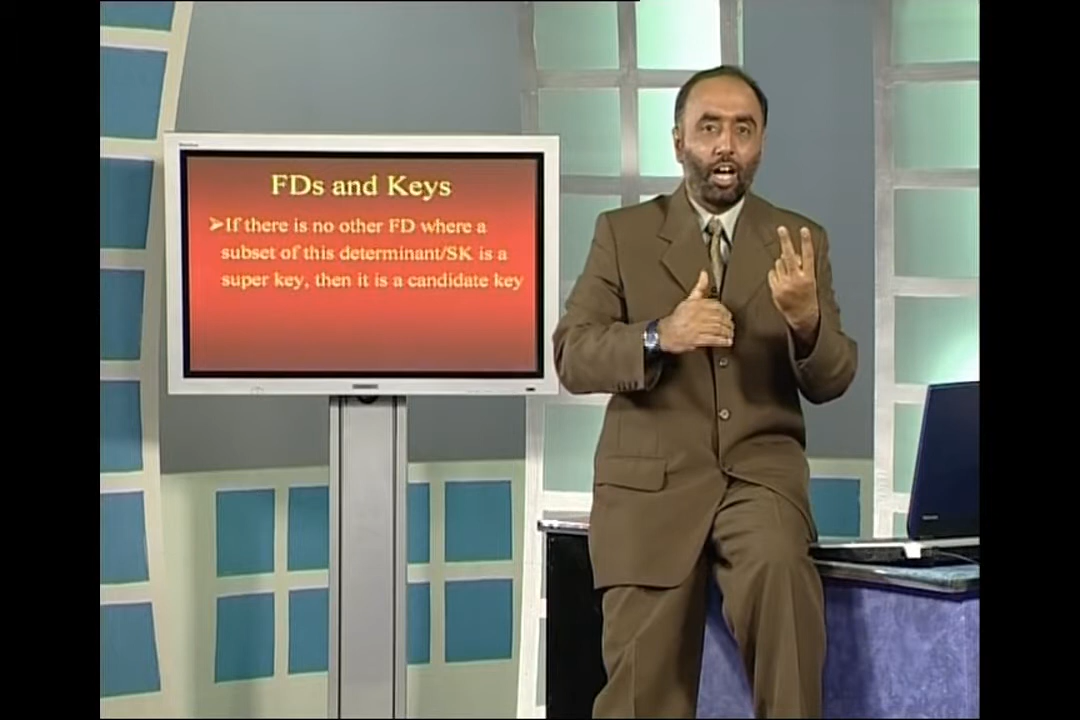 FDs and Keys
➢If there is no other FD where a
subset of this determinant/SK is a
super key, then it is a candidate key